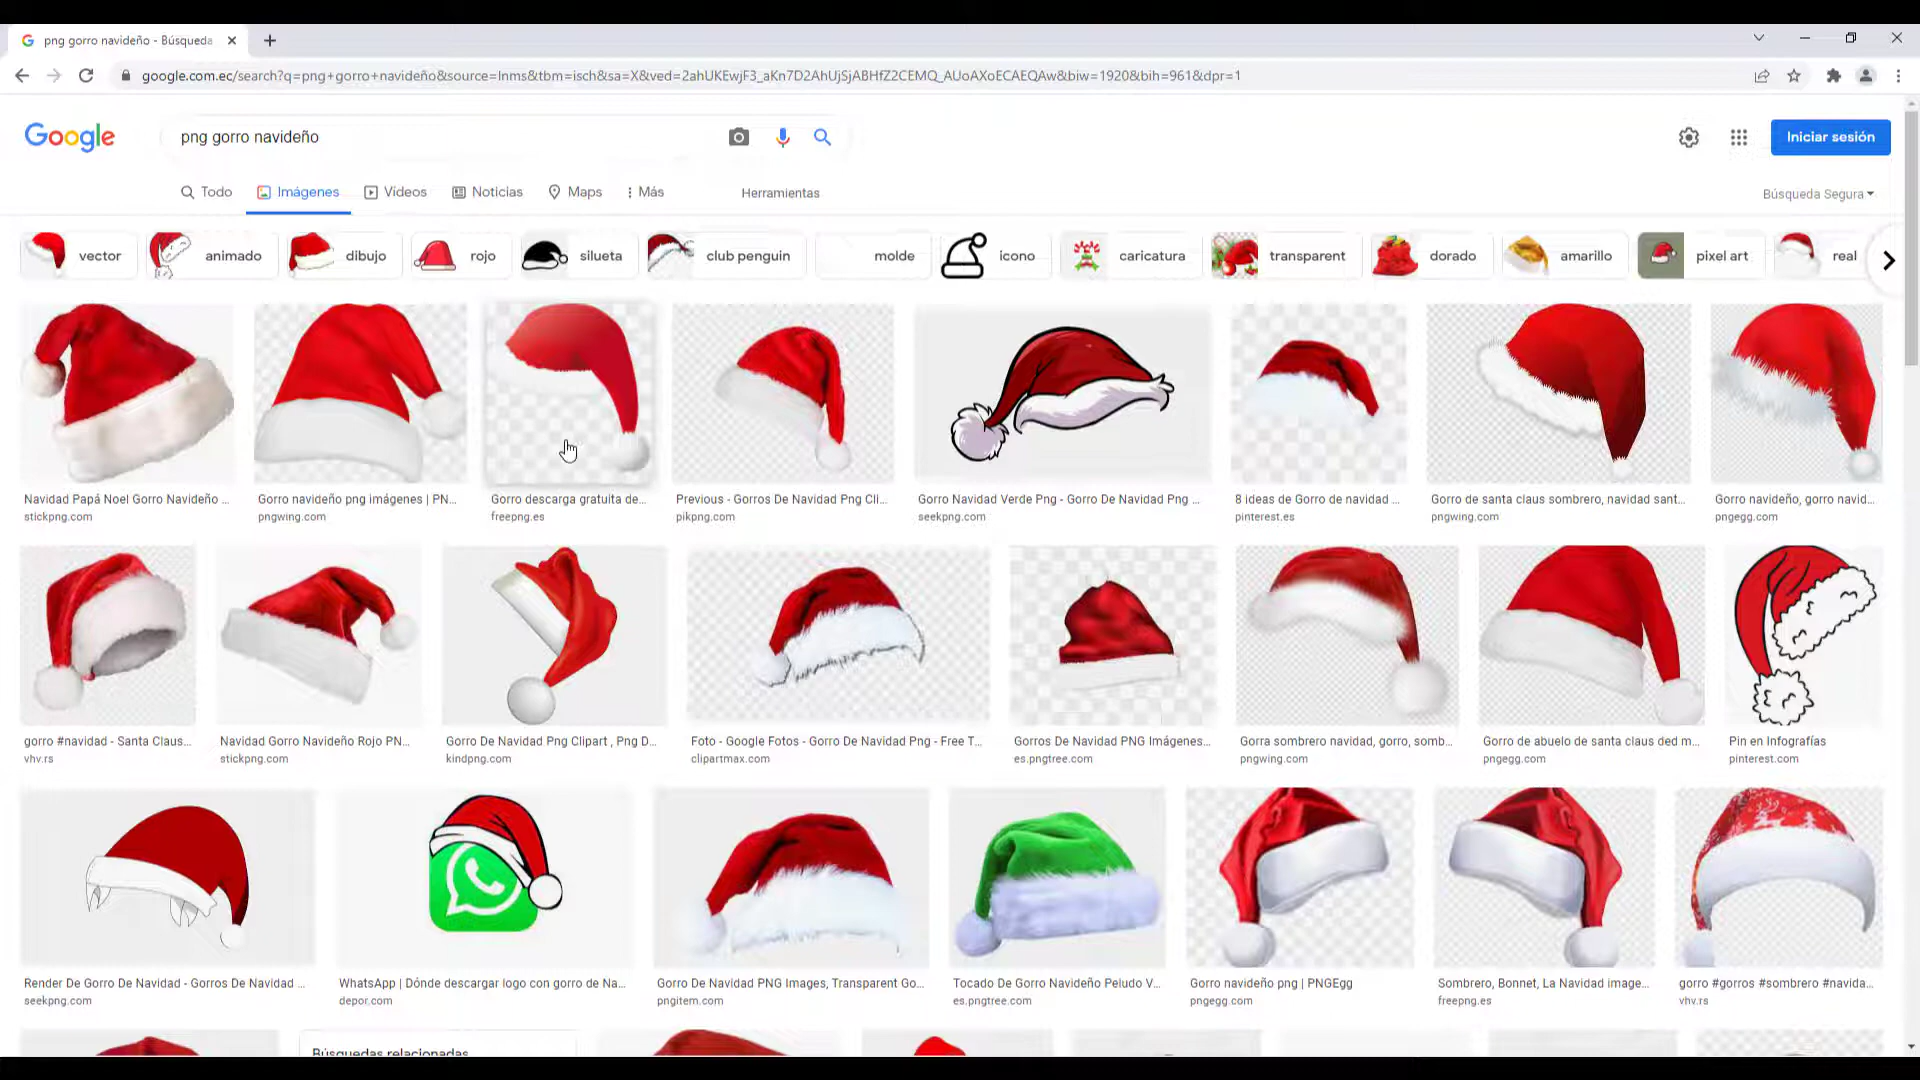 png gorro navideño - Búsqueda
google.com.ec/search?q=png+gorro+navideño&source=lnms&tbm=isch&sa=X&ved=2ahUKEwjF3_aKn7D2AhUjSjABHfZ2CEMQ_AUoAXoECAEQAw&biw=1920&bih=961&dpr=1
Google
png gorro navideño
Iniciar sesión
Todo
Imágenes
Vídeos
Noticias
Maps
Más
Herramientas
Búsqueda Segura
vector
animado
dibujo
rojo
silueta
club penguin
molde
icono
caricatura
transparent
dorado
amarillo
pixel art
real
Navidad Papá Noel Gorro Navideño ...
stickpng.com
Gorro navideño png imágenes | PN...
pngwing.com
Gorro descarga gratuita de...
freepng.es
Previous - Gorros De Navidad Png Cli...
pikpng.com
Gorro Navidad Verde Png - Gorro De Navidad Png ...
seekpng.com
8 ideas de Gorro de navidad ...
pinterest.es
Gorro de santa claus sombrero, navidad sant...
pngwing.com
Gorro navideño, gorro navid...
pngegg.com
gorro #navidad - Santa Claus...
vhv.rs
Navidad Gorro Navideño Rojo PN...
stickpng.com
Gorro De Navidad Png Clipart , Png D...
kindpng.com
Foto - Google Fotos - Gorro De Navidad Png - Free T...
clipartmax.com
Gorros De Navidad PNG Imágenes...
es.pngtree.com
Gorra sombrero navidad, gorro, somb...
pngwing.com
Gorro de abuelo de santa claus ded m...
pngegg.com
Pin en Infografías
pinterest.com
Render De Gorro De Navidad - Gorros De Navidad ...
seekpng.com
WhatsApp | Dónde descargar logo con gorro de Na...
depor.com
Gorro De Navidad PNG Images, Transparent Go...
pngitem.com
Tocado De Gorro Navideño Peludo V...
es.pngtree.com
Gorro navideño png | PNGEgg
pngegg.com
Sombrero, Bonnet, La Navidad image...
freepng.es
gorro #gorros #sombrero #navida...
vhv.rs
Búsquedas relacionadas